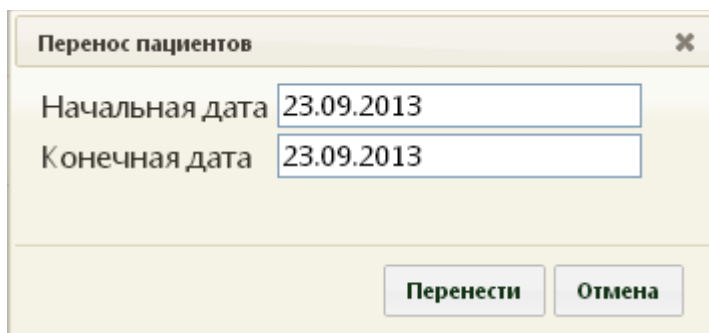 Перенос пациентов
Начальная дата 23.09.2013
Конечная дата 23.09.2013
Перенести Отмена